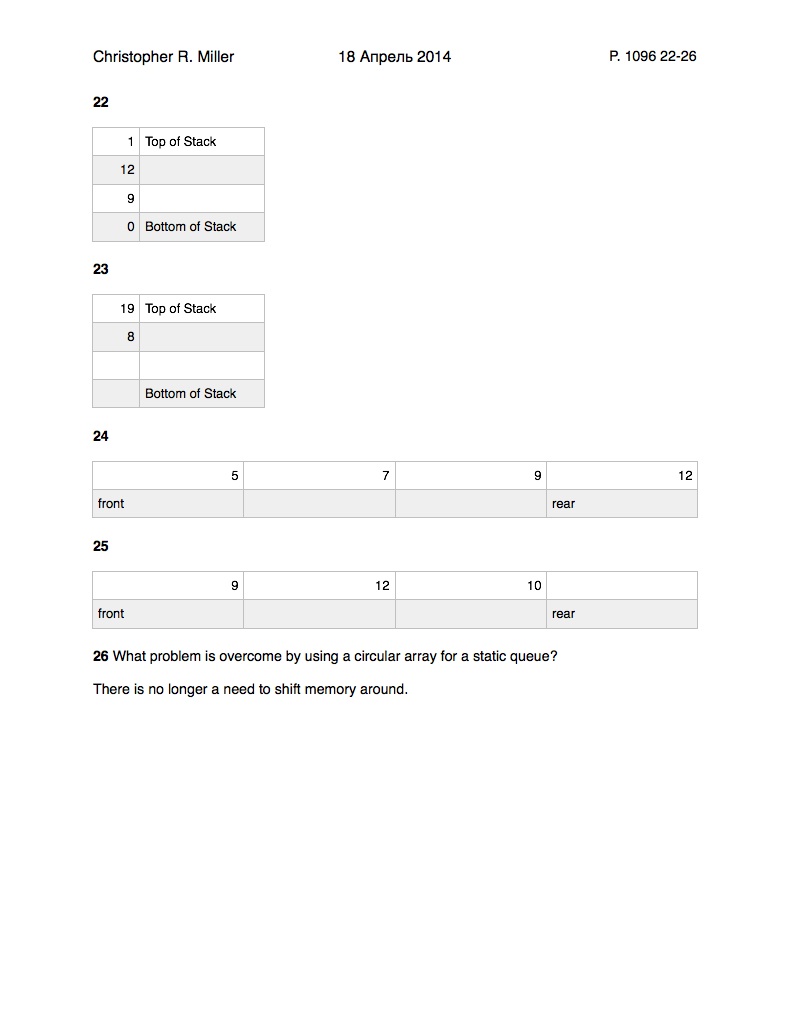 Christopher R. Miller 18 Апрель 2014 P. 1096 22-26
22
1 Top of Stack
12
9
0 Bottom of Stack
23
19 Top of Stack
8
Bottom of Stack
24
5 7 9 12
front rear
25
9 12 10
front rear
26 What problem is overcome by using a circular array for a static queue?
There is no longer a need to shift memory around.